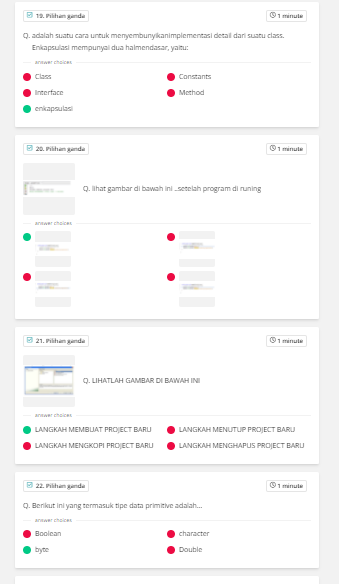 19. Pilihan ganda
1 minute
Q. adalah suatu cara untuk menyembunyikanimplementasi detail dari suatu class.
Enkapsulasi mempunyai dua halmendasar, yaitu:
answer choices
Class
Constants
Interface
Method
enkapsulasi
20. Pilihan ganda
1 minute
Q. lihat gambar di bawah ini ..setelah program di runing
answer choices
21. Pilihan ganda
1 minute
Q. LIHATLAH GAMBAR DI BAWAH INI
answer choices
LANGKAH MEMBUAT PROJECT BARU
LANGKAH MENUTUP PROJECT BARU
LANGKAH MENGKOPI PROJECT BARU
LANGKAH MENGHAPUS PROJECT BARU
22. Pilihan ganda
1 minute
Q. Berikut ini yang termasuk tipe data primitive adalah...
answer choices
Boolean
character
byte
Double